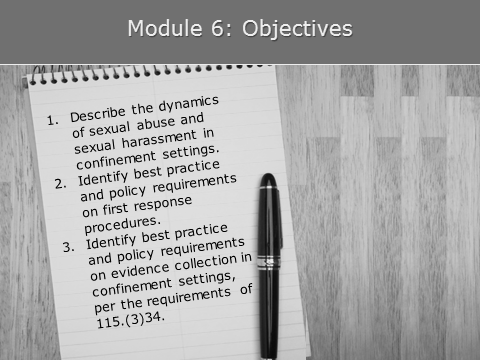 Module 6: Objectives
1. Describe the dynamics
of sexual abuse and
sexual harassment in
confinement settings.
2. Identify best practice
and policy requirements
on first response
procedures.
3. Identify best practice
and policy requirements
on evidence collection in
confinement settings,
per the requirements of
115.(3)34.